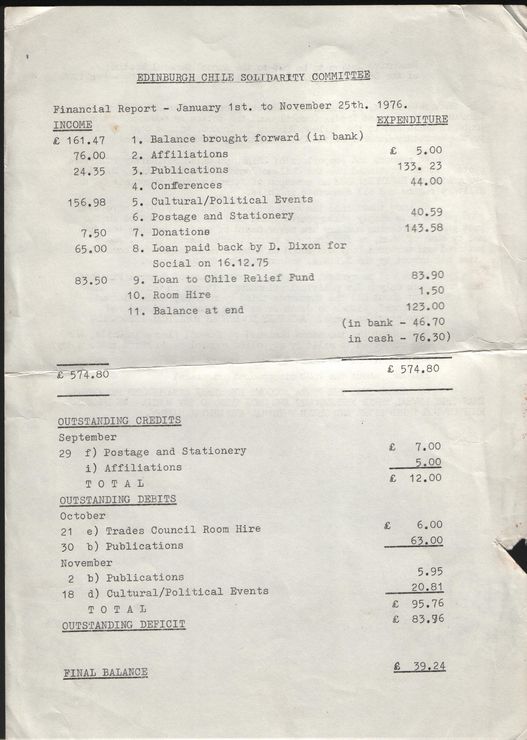 EDINBURGH CHILE SOLIDARITY COMMITTEE
Financial Report - January 1st. to November 25th. 1976.
INCOME EXPENDITURE
£ 161.47 1. Balance brought forward (in bank)
76.00 2. Affiliations £ 5.00
24.35 3. Publications 133. 23
4. Conferences 44.00
156.98 5. Cultural/Political Events
6. Postage and Stationery 40.59
7.50 7. Donations 143.58
65.00 8. Loan paid back by D. Dixon for
Social on 16.12.75
83.50 9. Loan to Chile Relief Fund 83.90
10. Room Hire 1.50
11. Balance at end 123.00
(in bank - 46.70
in cash - 76.30)
£ 574.80 £ 574.80
OUTSTANDING CREDITS
September
29 f) Postage and Stationery £ 7.00
i) Affiliations 5.00
T O T A L £ 12.00
OUTSTANDING DEBITS
October
21 e) Trades Council Room Hire £ 6.00
30 b) Publications 63.00
November
2 b) Publications 5.95
18 d) Cultural/Political Events 20.81
T O T A L £ 95.76
OUTSTANDING DEFICIT £ 83.76
FINAL BALANCE £ 39.24